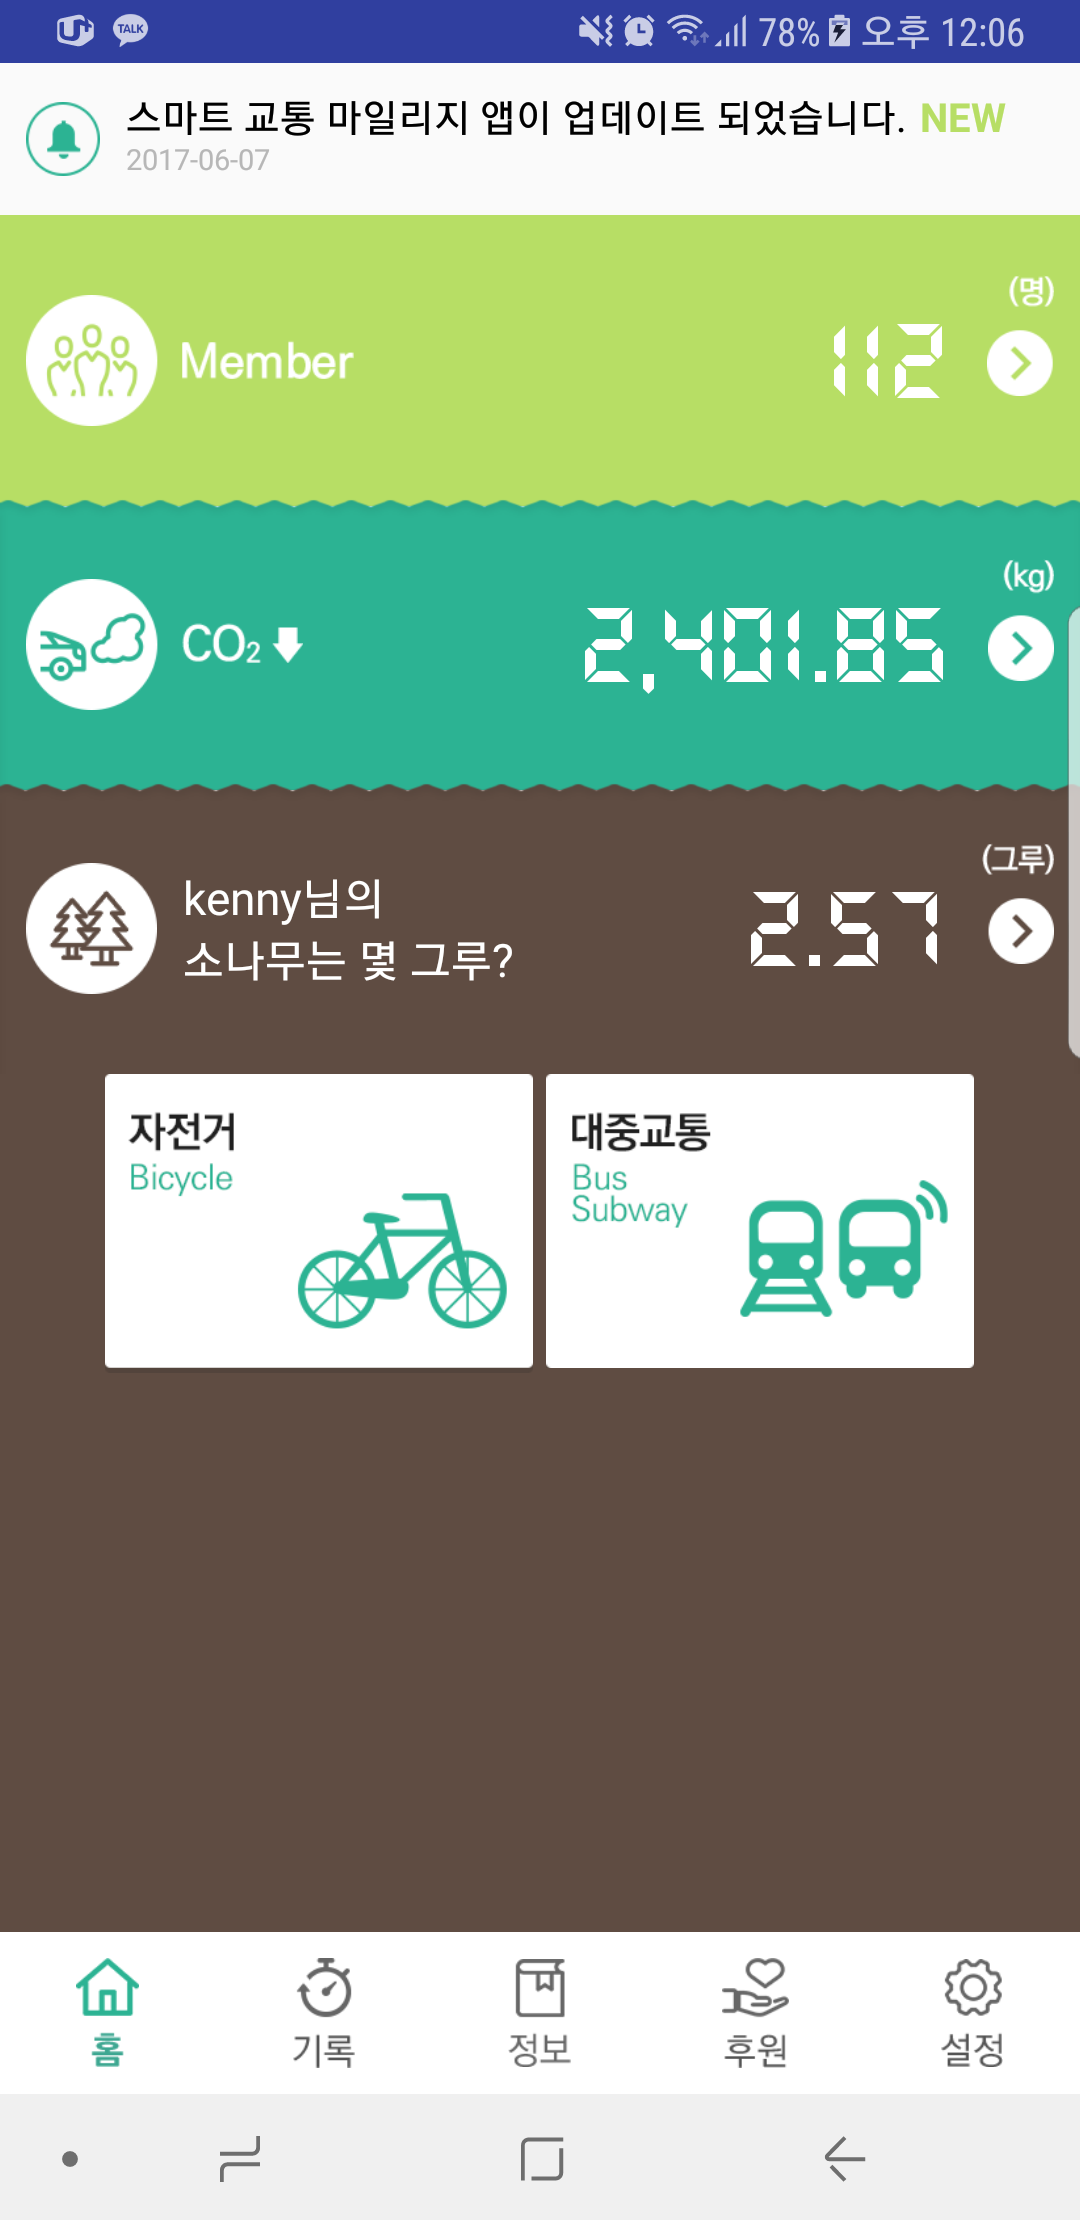 TALK
78%
오후 12:06
스마트 교통 마일리지 앱이 업데이트 되었습니다. NEW
2017-06-07
(명)
Member
112
(kg)
CO₂
2,401.85
(그루)
kenny님의
소나무는 몇 그루?
2.57
자전거
Bicycle
대중교통
Bus
Subway
홈
기록
정보
후원
설정